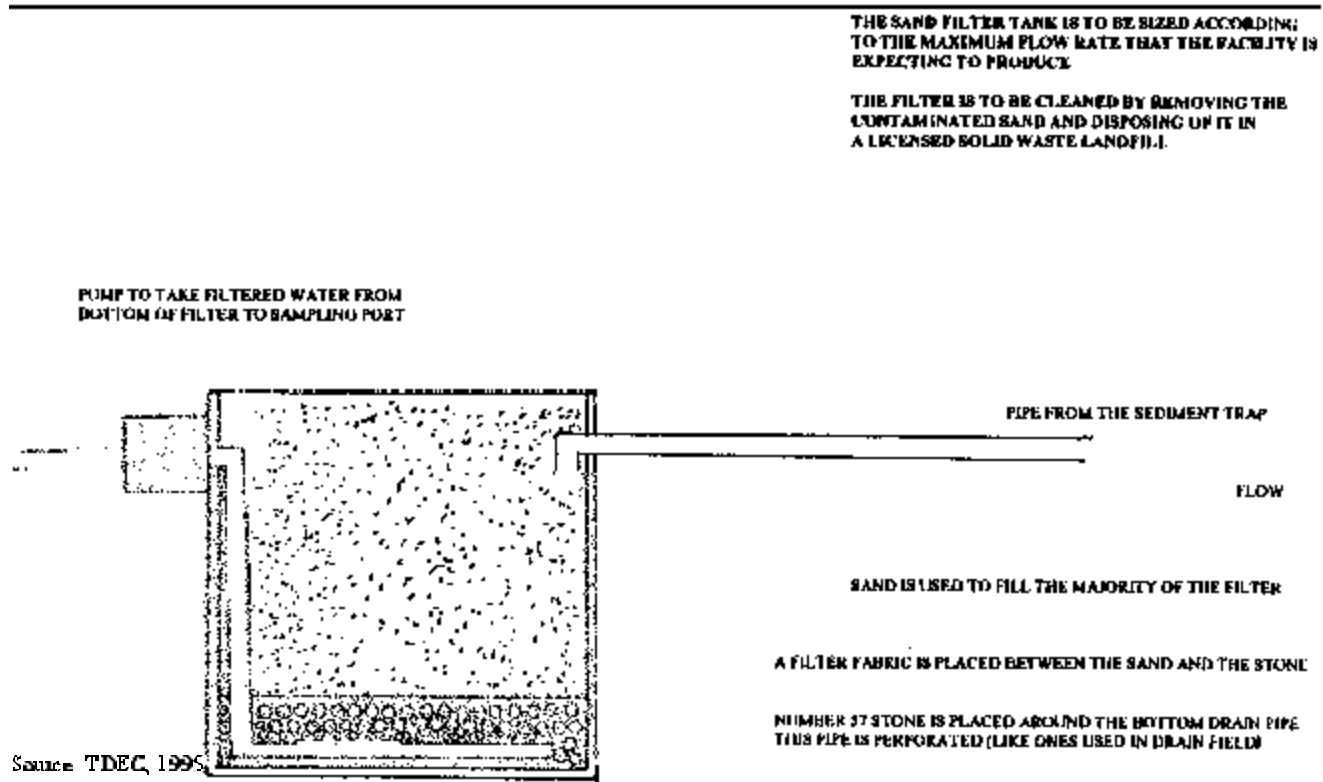 THE SAND FILTER TANK IS TO BE SIZED ACCORDING
TO THE MAXIMUM FLOW RATE THAT THE FACILITY IS
EXPECTING TO PRODUCE
THE FILTER IS TO BE CLEANED BY REMOVING THE
CONTAMINATED SAND AND DISPOSING OF IT IN
A LICENSED SOLID WASTE LANDFILL
PUMP TO TAKE FILTERED WATER FROM
BOTTOM OF FILTER TO SAMPLING PORT
PIPE FROM THE SEDIMENT TRAP
FLOW
SAND IS USED TO FILL THE MAJORITY OF THE FILTER
A FILTER FABRIC IS PLACED BETWEEN THE SAND AND THE STONE
NUMBER 57 STONE IS PLACED AROUND THE BOTTOM DRAIN PIPE
THIS PIPE IS PERFORATED (LIKE ONES USED IN DRAIN FIELD)
Source TDEC,